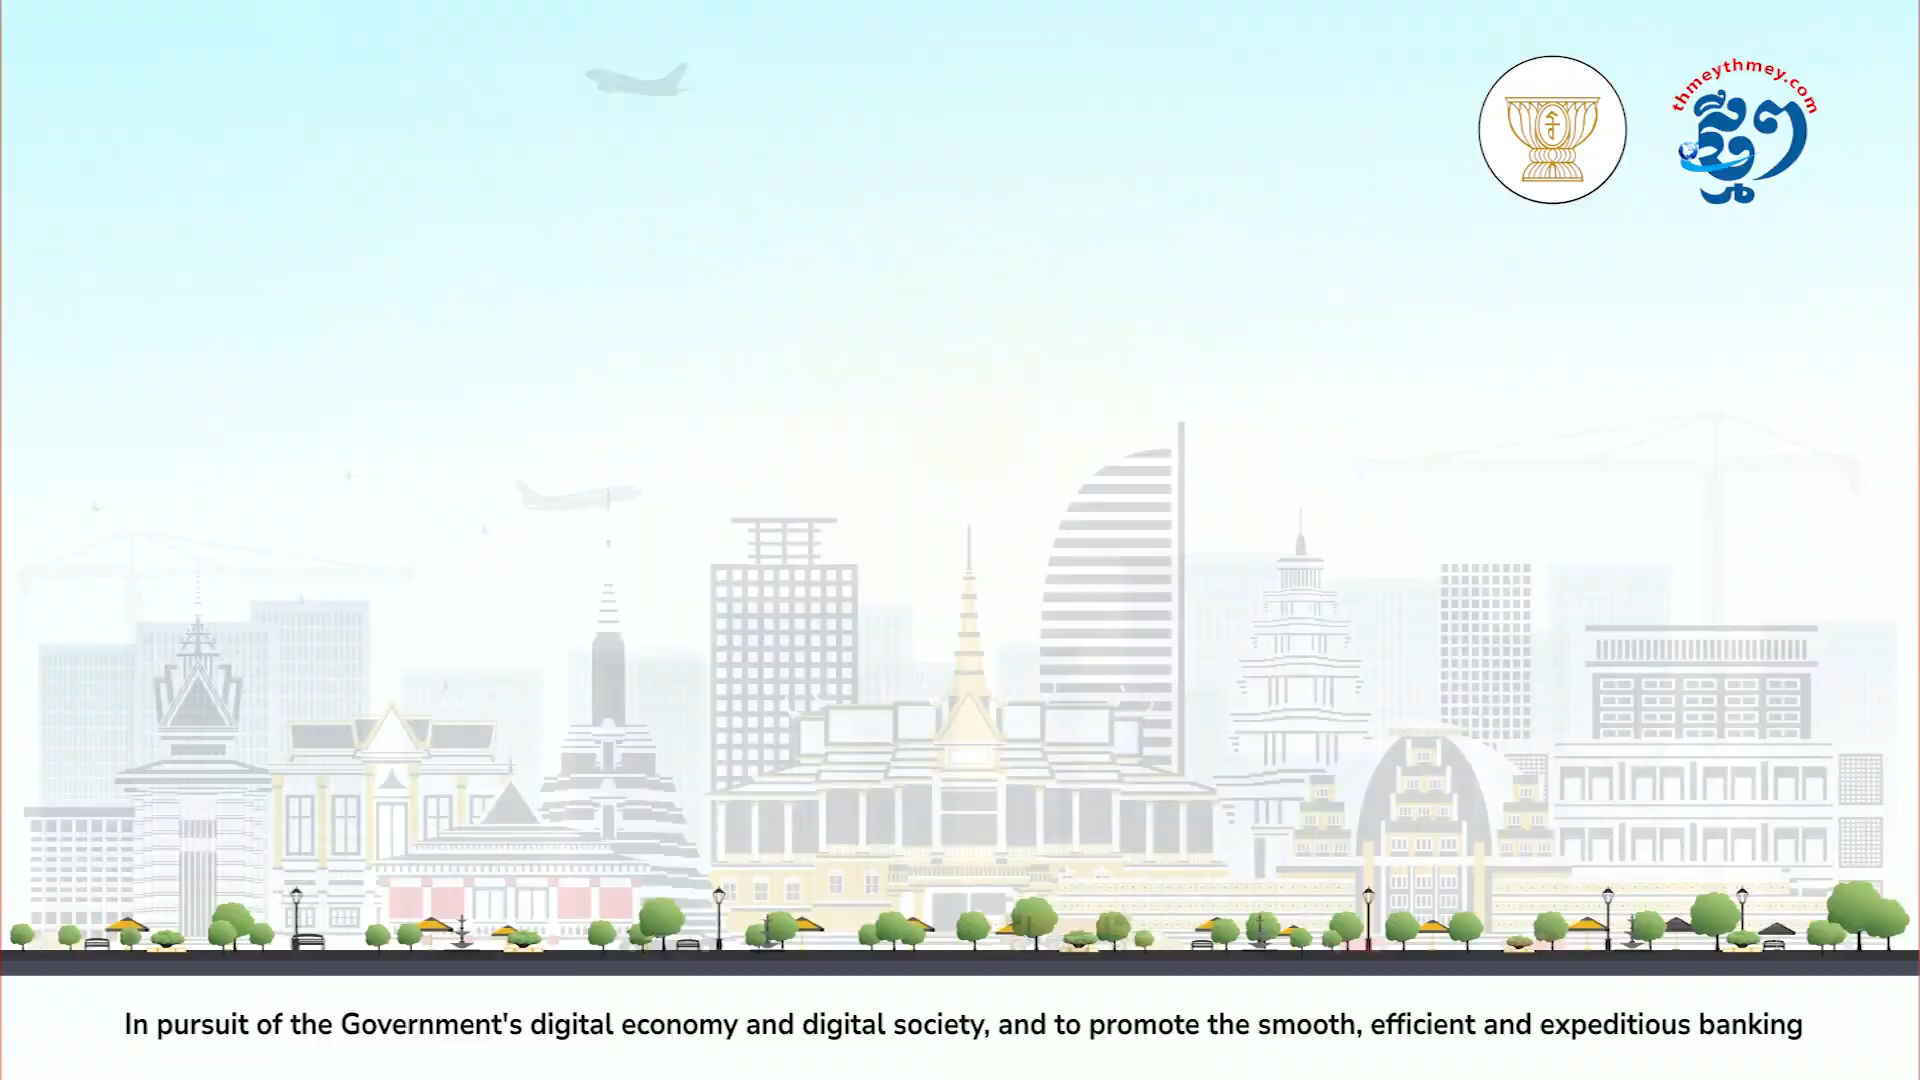 thmeythmey.com
In pursuit of the Government's digital economy and digital society, and to promote the smooth, efficient and expeditious banking